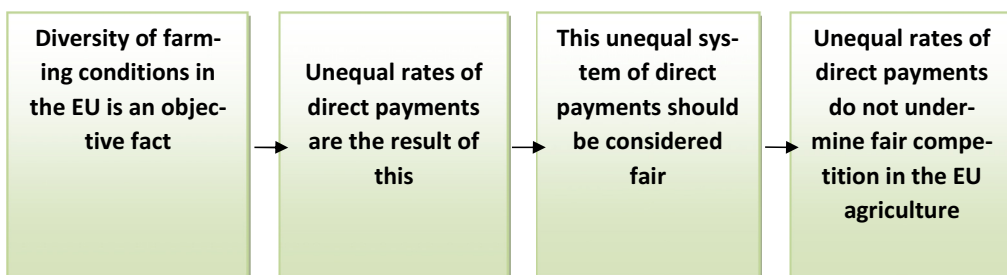 Diversity of farm-
ing conditions in
the EU is an objec-
tive fact
Unequal rates of
direct payments
are the result of
this
This unequal sys-
tem of direct
payments should
be considered
fair
Unequal rates of
direct payments
do not under-
mine fair compe-
tition in the EU
agriculture